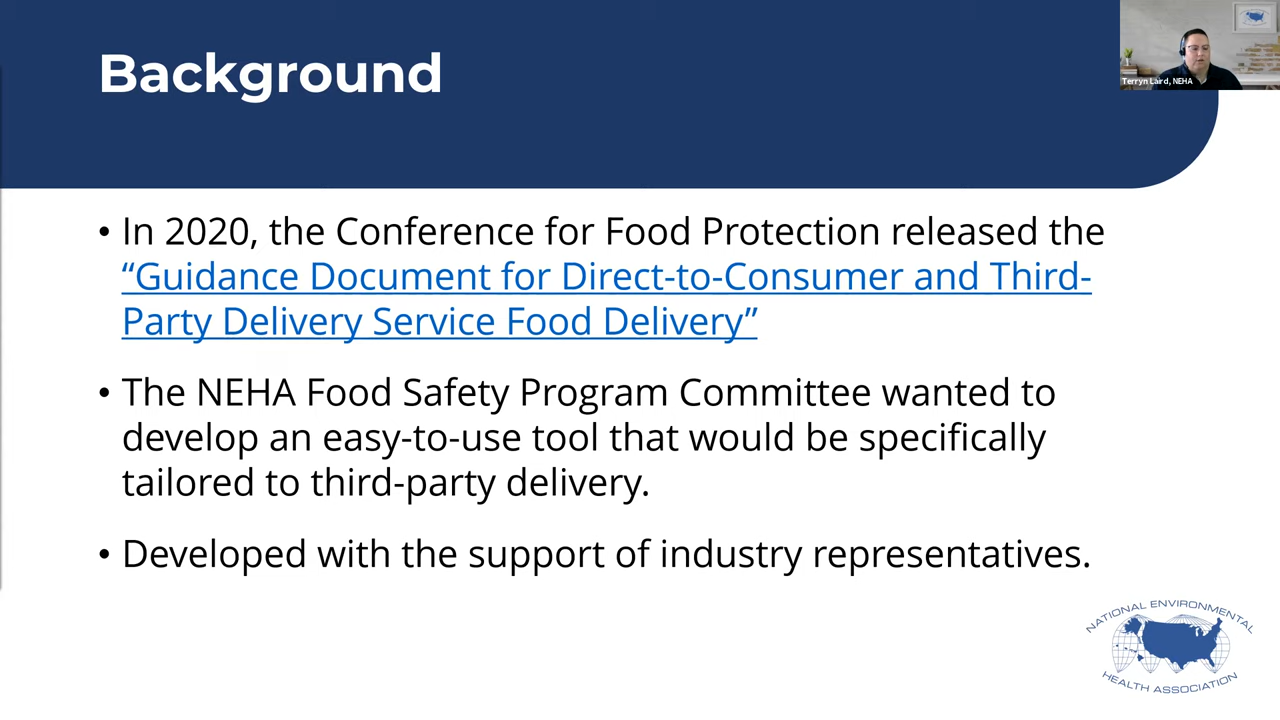 Background
Terryn Laird, NEHA
• In 2020, the Conference for Food Protection released the
“Guidance Document for Direct-to-Consumer and Third-
Party Delivery Service Food Delivery”
• The NEHA Food Safety Program Committee wanted to
develop an easy-to-use tool that would be specifically
tailored to third-party delivery.
• Developed with the support of industry representatives.
NATIONAL ENVIRONMENTAL
HEALTH ASSOCIATION